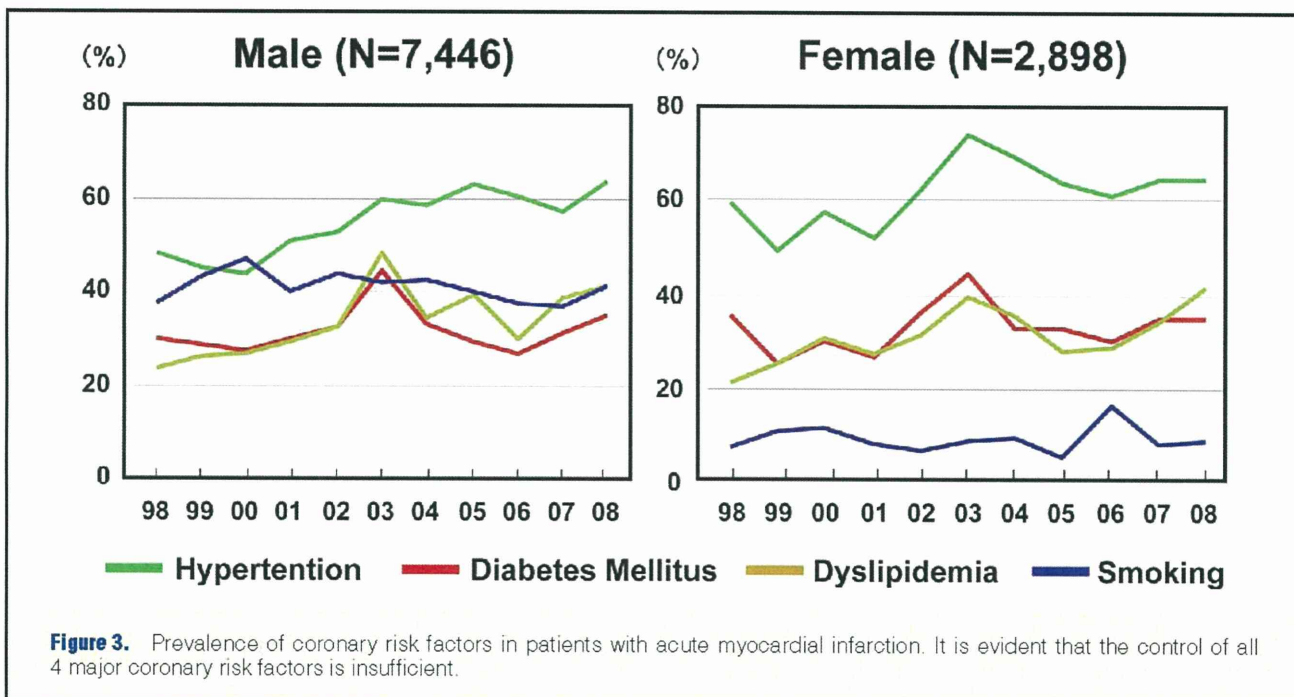 (%) Male (N=7,446)
80
60
40
20
0
98 99 00 01 02 03 04 05 06 07 08
(%) Female (N=2,898)
80
60
40
20
0
98 99 00 01 02 03 04 05 06 07 08
Hypertention Diabetes Mellitus Dyslipidemia Smoking
Figure 3. Prevalence of coronary risk factors in patients with acute myocardial infarction. It is evident that the control of all
4 major coronary risk factors is insufficient.